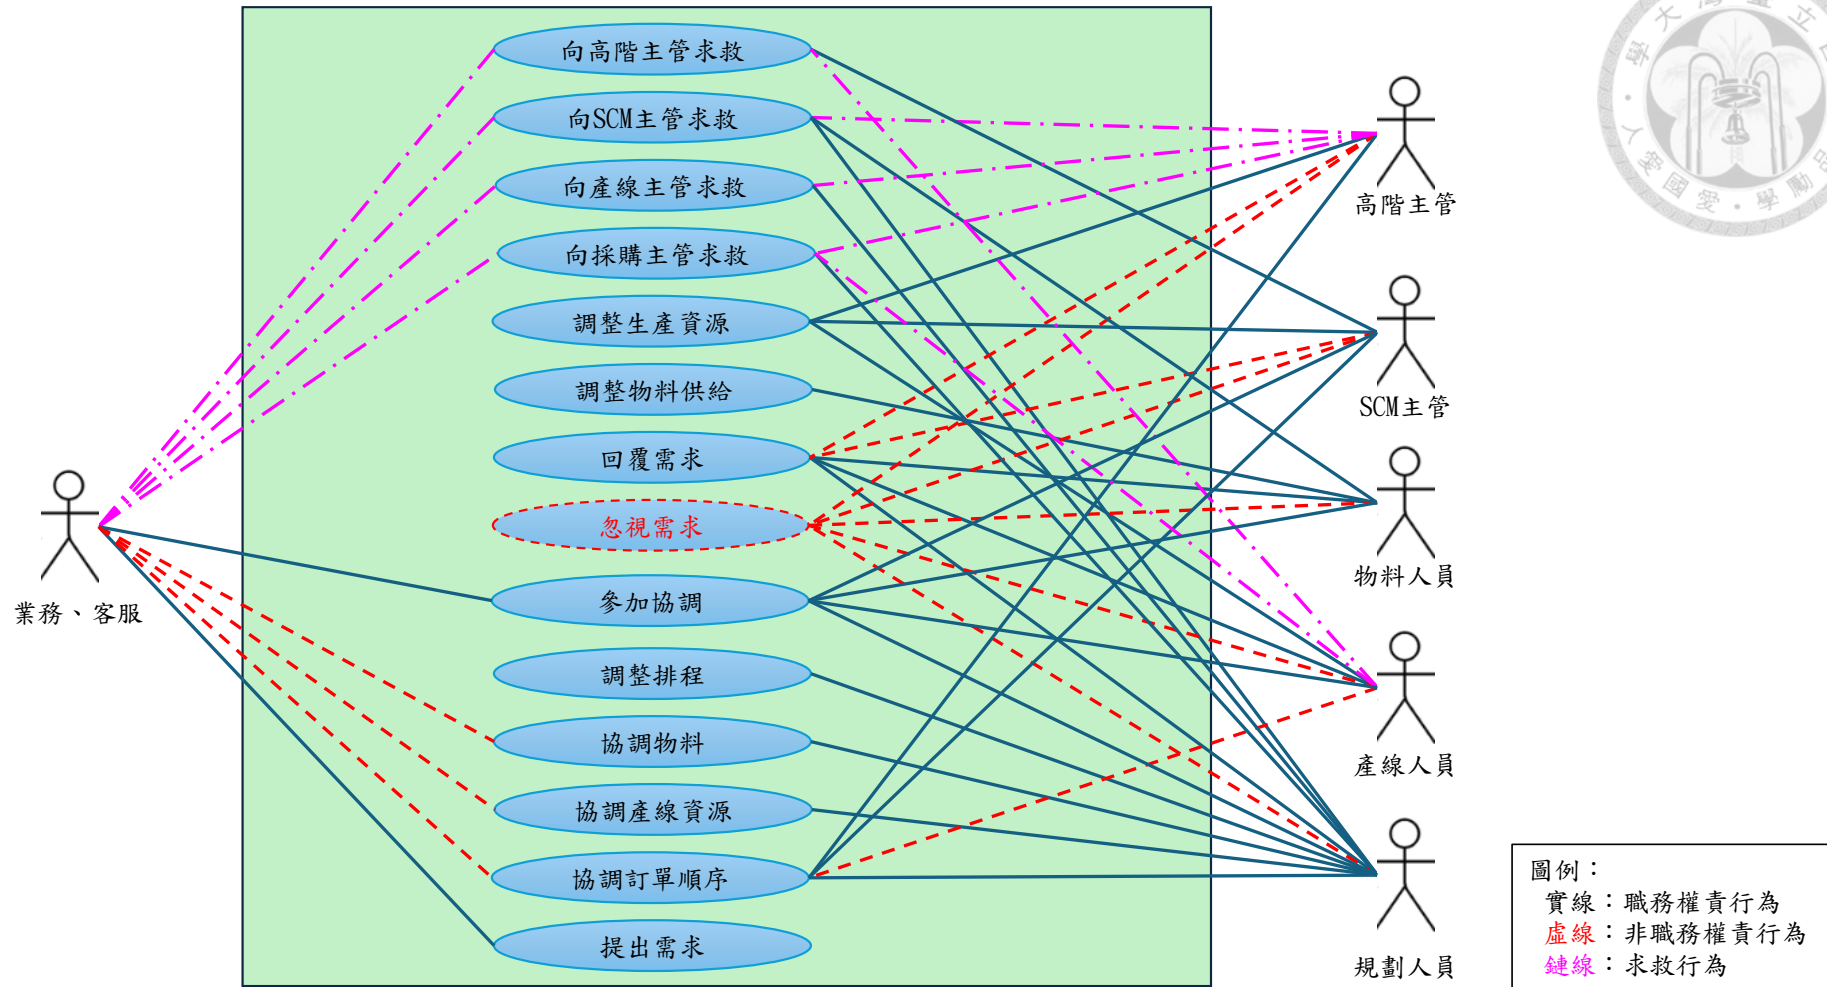 向高階主管求救
向SCM主管求救
向產線主管求救
向採購主管求救
調整生產資源
調整物料供給
回覆需求
忽視需求
參加協調
調整排程
協調物料
協調產線資源
協調訂單順序
提出需求
業務、客服
高階主管
SCM主管
物料人員
產線人員
規劃人員
圖例：
實線：職務權責行為
虛線：非職務權責行為
鏈線：求救行為